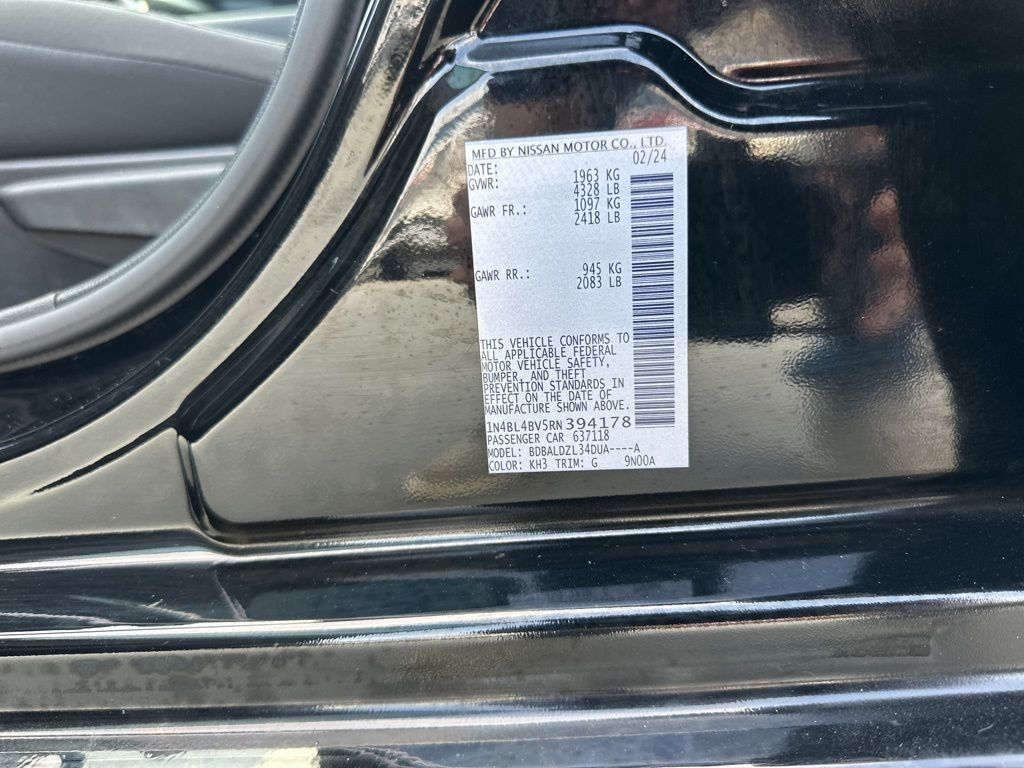 MFD BY NISSAN MOTOR CO., LTD.
DATE: 02/24
GVWR: 1963 KG
4328 LB
GAWR FR.: 1097 KG
2418 LB
GAWR RR.: 945 KG
2083 LB
THIS VEHICLE CONFORMS TO
ALL APPLICABLE FEDERAL
MOTOR VEHICLE SAFETY,
BUMPER, AND THEFT
PREVENTION STANDARDS IN
EFFECT ON THE DATE OF
MANUFACTURE SHOWN ABOVE.
1N4BL4BV5RN394178
PASSENGER CAR 637118
MODEL: BDBALDZL34DUA----A
COLOR: KH3 TRIM: G 9N00A